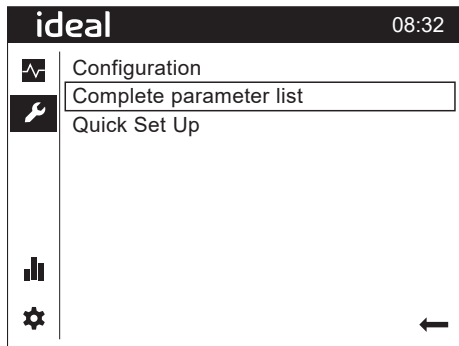 ideal
08:32
Configuration
Complete parameter list
Quick Set Up